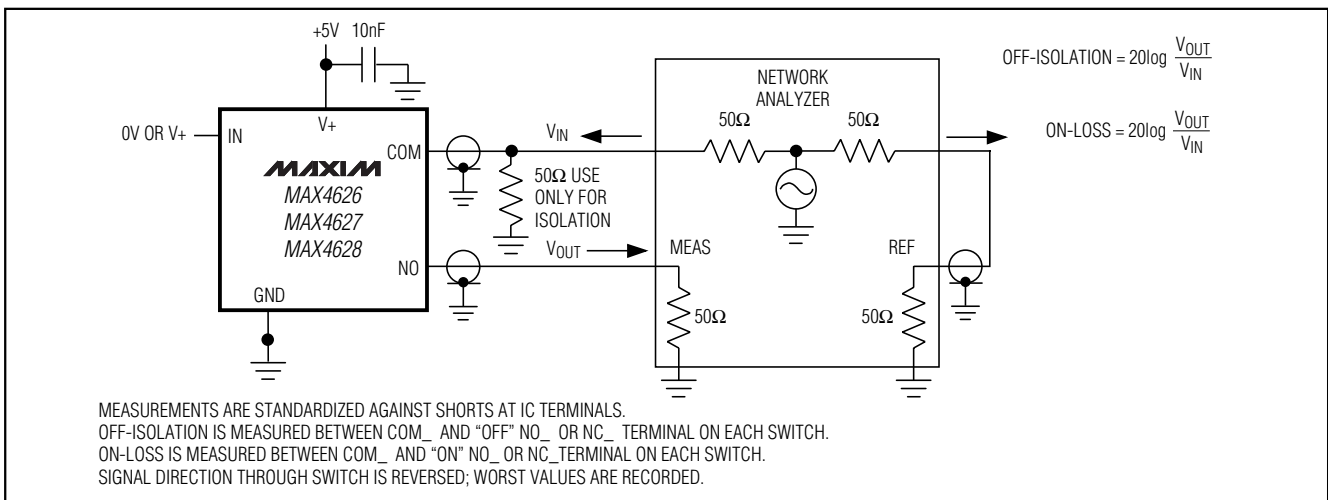 +5V 10nF
OFF-ISOLATION = 20log VOUT
VIN
NETWORK
ANALYZER
50Ω 50Ω
0V OR V+ IN V+ VIN
ON-LOSS = 20log VOUT
VIN
COM
MAXIM
MAX4626
MAX4627
MAX4628
50Ω USE
ONLY FOR
ISOLATION
VOUT MEAS REF
NO
GND
50Ω 50Ω
MEASUREMENTS ARE STANDARDIZED AGAINST SHORTS AT IC TERMINALS.
OFF-ISOLATION IS MEASURED BETWEEN COM_ AND “OFF” NO_ OR NC_ TERMINAL ON EACH SWITCH.
ON-LOSS IS MEASURED BETWEEN COM_ AND “ON” NO_ OR NC_TERMINAL ON EACH SWITCH.
SIGNAL DIRECTION THROUGH SWITCH IS REVERSED; WORST VALUES ARE RECORDED.